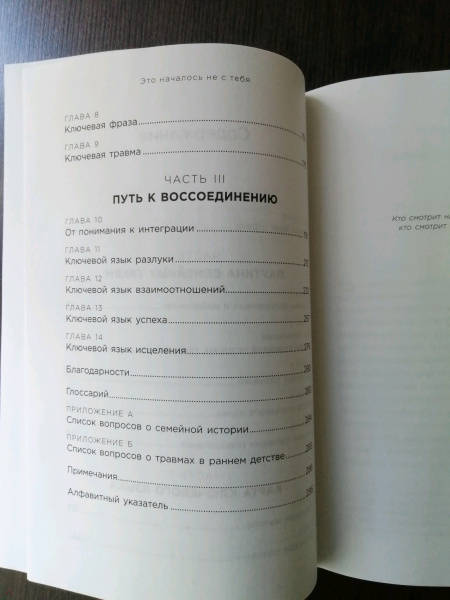 Это началось не с тебя
ГЛАВА 8
Ключевая фраза
ГЛАВА 9
Ключевая травма
ЧАСТЬ III
ПУТЬ К ВОССОЕДИНЕНИЮ
ГЛАВА 10
От понимания к интеграции
ГЛАВА 11
Ключевой язык разлуки
ГЛАВА 12
Ключевой язык взаимоотношений
ГЛАВА 13
Ключевой язык успеха
ГЛАВА 14
Ключевой язык исцеления
Благодарности
Глоссарий
ПРИЛОЖЕНИЕ А
Список вопросов о семейной истории
ПРИЛОЖЕНИЕ Б
Список вопросов о травмах в раннем детстве
Примечания
Алфавитный указатель
Кто смотрит
кто смотрит